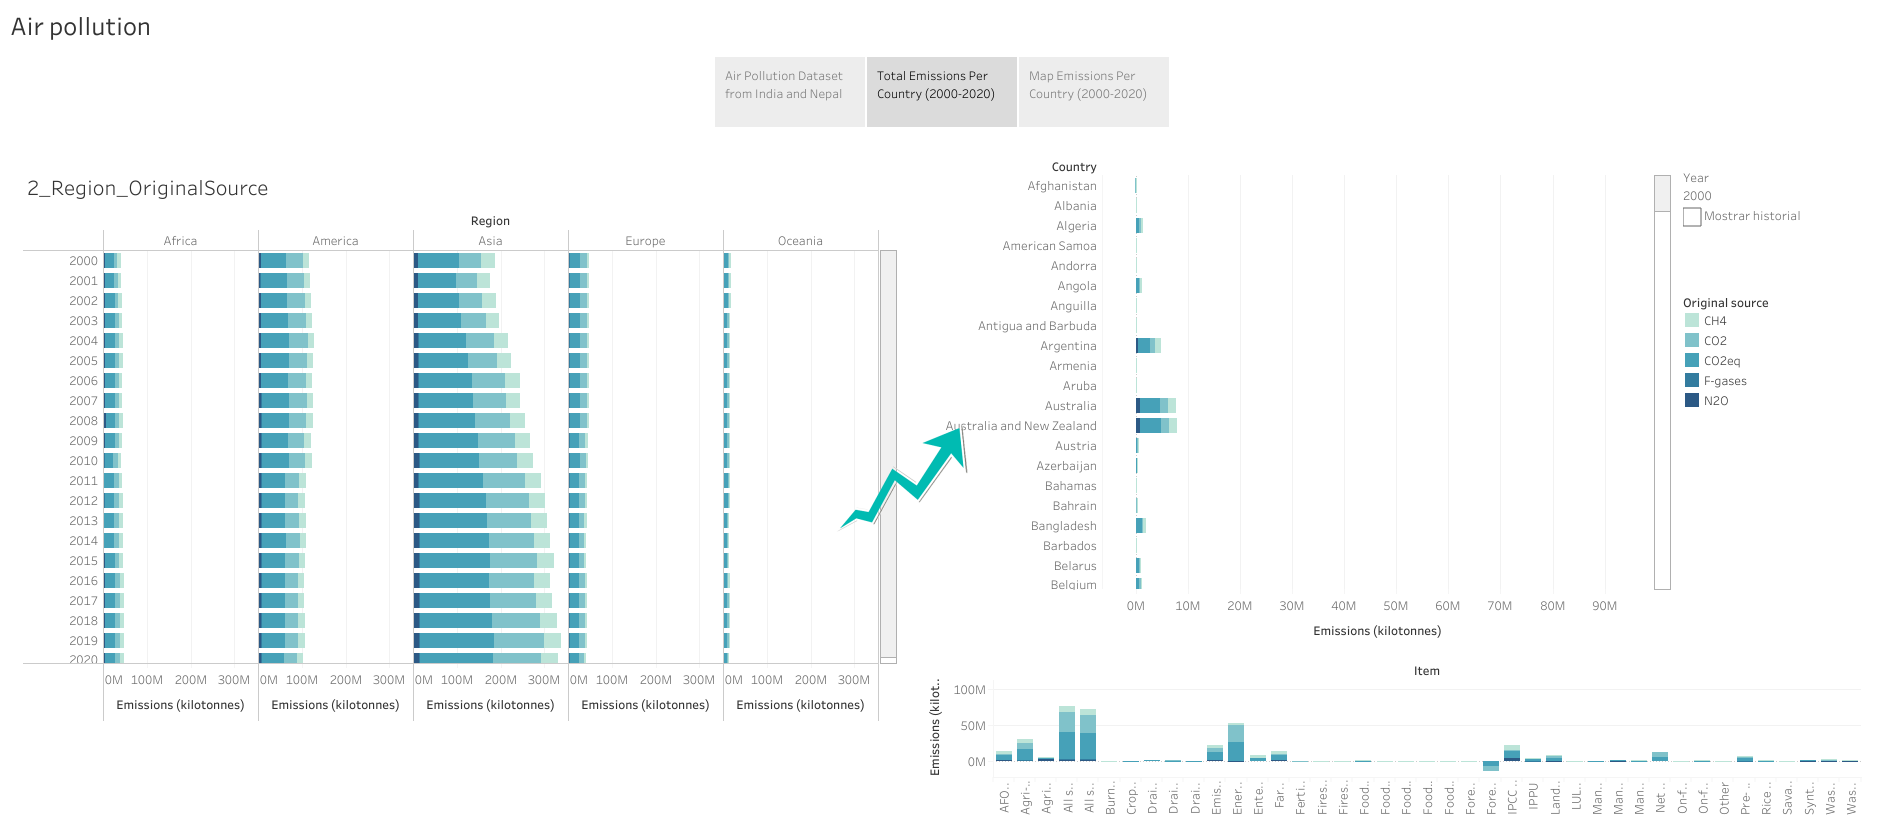 Air pollution
Air Pollution Dataset
from India and Nepal
Total Emissions Per
Country (2000-2020)
Map Emissions Per
Country (2000-2020)
2_Region_OriginalSource
Region
Africa America Asia Europe Oceania
2000
2001
2002
2003
2004
2005
2006
2007
2008
2009
2010
2011
2012
2013
2014
2015
2016
2017
2018
2019
2020
0M 100M 200M 300M 0M 100M 200M 300M 0M 100M 200M 300M 0M 100M 200M 300M 0M 100M 200M 300M
Emissions (kilotonnes) Emissions (kilotonnes) Emissions (kilotonnes) Emissions (kilotonnes) Emissions (kilotonnes)
Country
Afghanistan
Albania
Algeria
American Samoa
Andorra
Angola
Anguilla
Antigua and Barbuda
Argentina
Armenia
Aruba
Australia
Australia and New Zealand
Austria
Azerbaijan
Bahamas
Bahrain
Bangladesh
Barbados
Belarus
Belgium
0M 10M 20M 30M 40M 50M 60M 70M 80M 90M
Emissions (kilotonnes)
Year
2000
Mostrar historial
Original source
CH4
CO2
CO2eq
F-gases
N2O
Item
Emissions (kilot..
100M
50M
0M
AFO..
Agri-..
Agri..
All s..
All s..
Burn..
Crop..
Drai..
Drai..
Drai..
Emis..
Ener..
Ente..
Far..
Ferti..
Fires..
Fires..
Food..
Food..
Food..
Food..
Food..
Fore..
Fore..
IPCC ..
IPPU
Land..
LUL..
Man..
Man..
Man..
Net ..
On-f..
On-f..
Other
Pre- ..
Rice ..
Sava..
Synt..
Was..
Was..